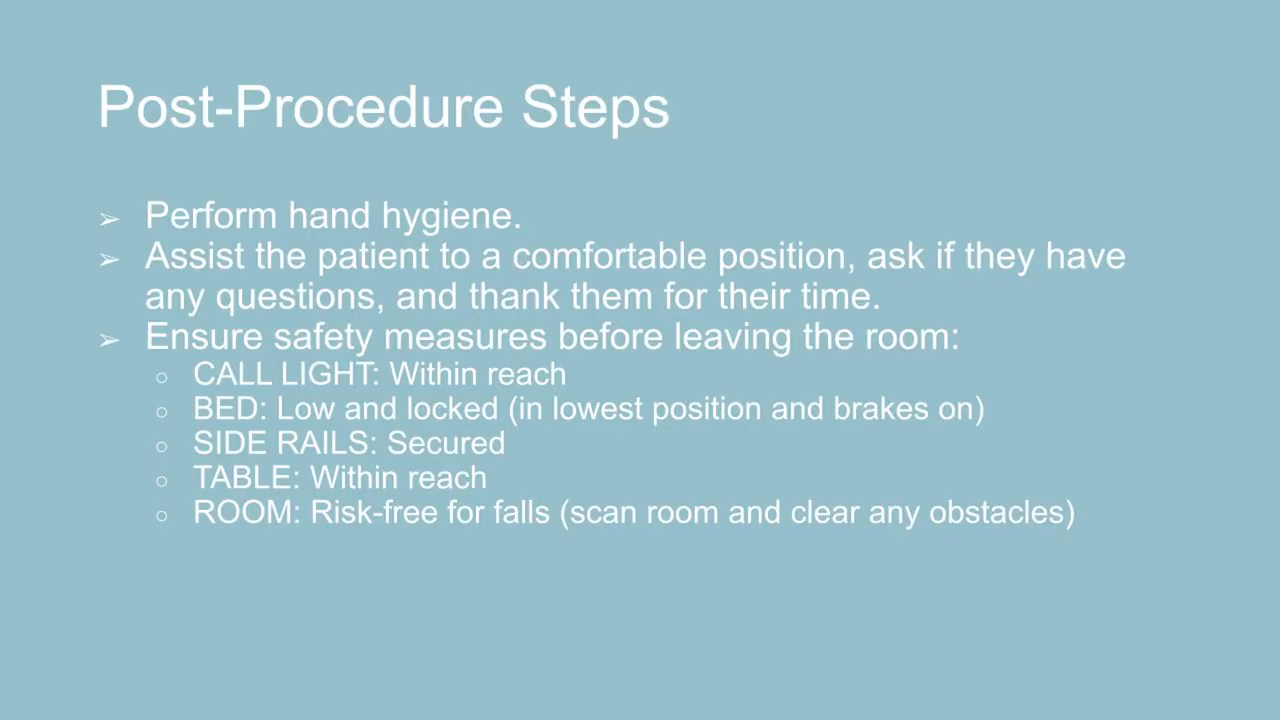 Post-Procedure Steps
➢ Perform hand hygiene.
➢ Assist the patient to a comfortable position, ask if they have
any questions, and thank them for their time.
➢ Ensure safety measures before leaving the room:
○ CALL LIGHT: Within reach
○ BED: Low and locked (in lowest position and brakes on)
○ SIDE RAILS: Secured
○ TABLE: Within reach
○ ROOM: Risk-free for falls (scan room and clear any obstacles)